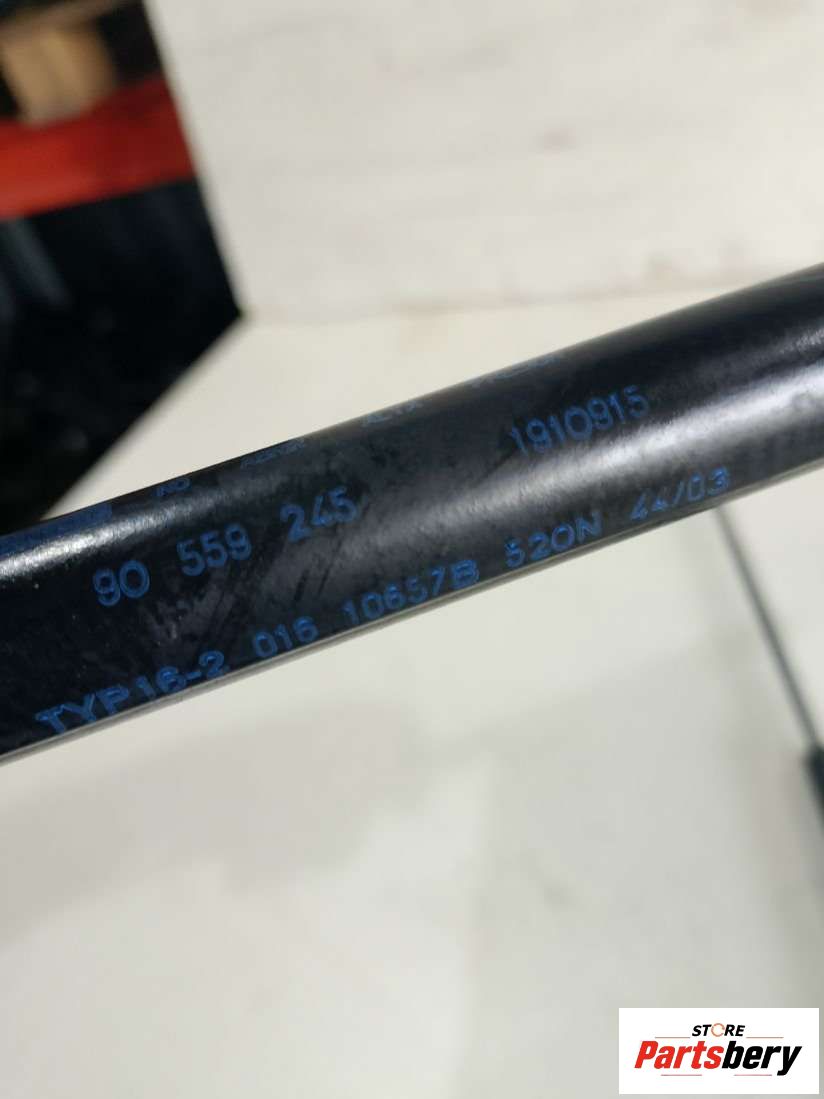 1910915
90 559 245
TYP16-2 016 10657B 520N 44/03
STORE
Partsbery